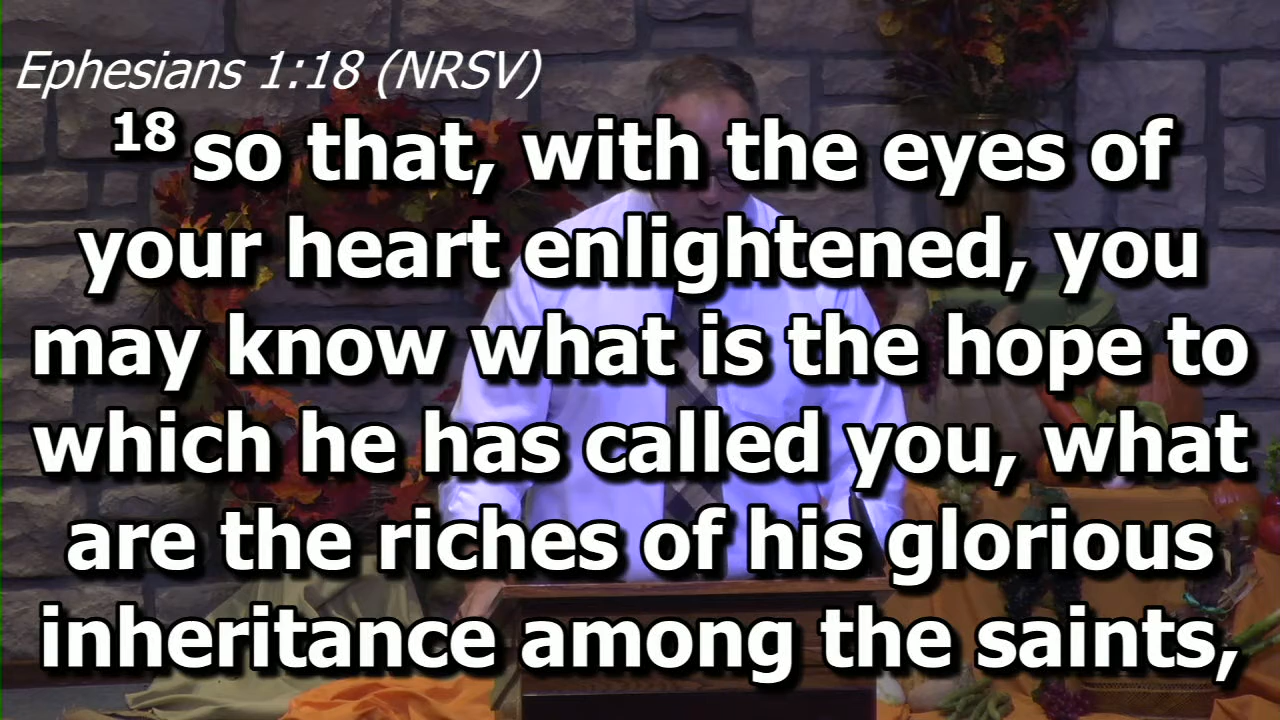 Ephesians 1:18 (NRSV)
18 so that, with the eyes of
your heart enlightened, you
may know what is the hope to
which he has called you, what
are the riches of his glorious
inheritance among the saints,